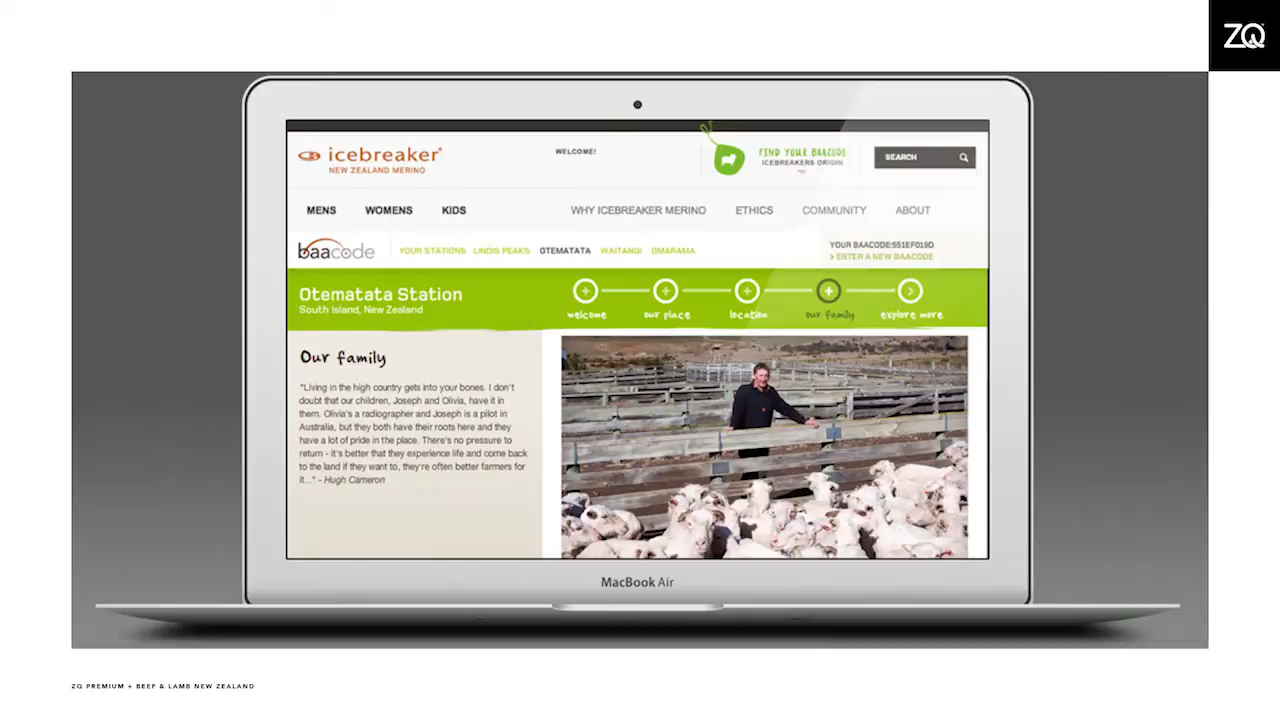 ZQ
icebreaker
NEW ZEALAND MERINO
WELCOME!
FIND YOUR BAACODE
ICEBREAKERS ORIGIN
SEARCH
MENS WOMENS KIDS WHY ICEBREAKER MERINO ETHICS COMMUNITY ABOUT
baacode YOUR STATIONS LINDIS PEAKS OTEMATATA WAITANGI OMARAMA
YOUR BAACODE:551EF019D
> ENTER A NEW BAACODE
Otematata Station
South Island, New Zealand
welcome our place location our family explore more
Our family
"Living in the high country gets into your bones. I don't
doubt that our children, Joseph and Olivia, have it in
them. Olivia's a radiographer and Joseph is a pilot in
Australia, but they both have their roots here and they
have a lot of pride in the place. There's no pressure to
return - it's better that they experience life and come back
to the land if they want to, they're often better farmers for
it..." - Hugh Cameron
MacBook Air
ZQ PREMIUM + BEEF & LAMB NEW ZEALAND